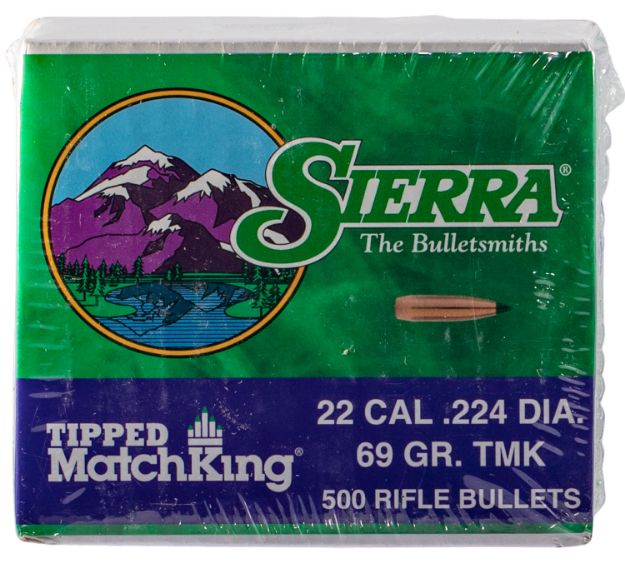 SIERRA®
The Bulletsmiths
22 CAL .224 DIA.
69 GR. TMK
500 RIFLE BULLETS
TIPPED
MatchKing®